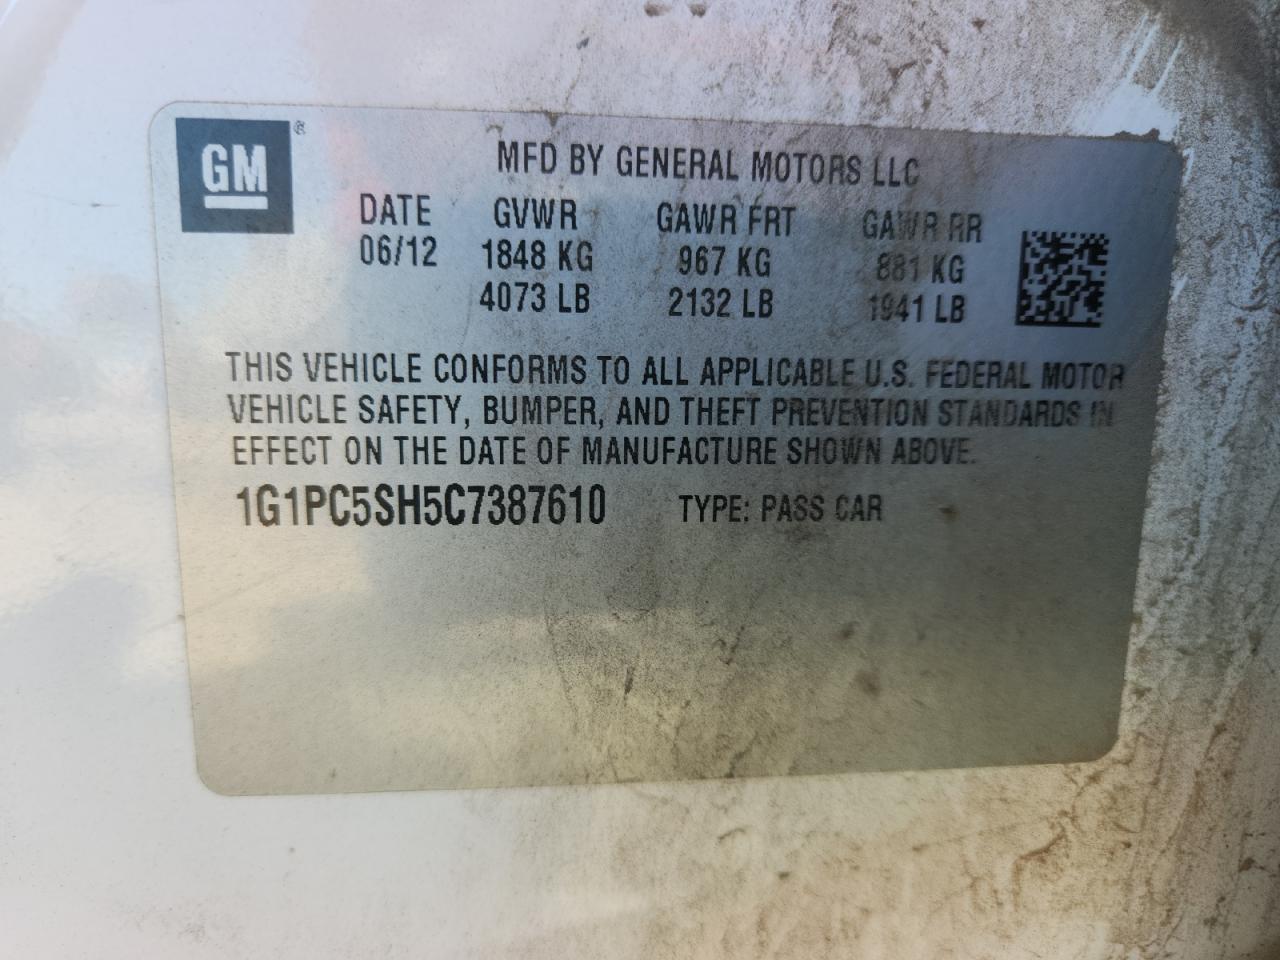 GM®
MFD BY GENERAL MOTORS LLC
DATE GVWR GAWR FRT GAWR RR
06/12 1848 KG 967 KG 881 KG
4073 LB 2132 LB 1941 LB
THIS VEHICLE CONFORMS TO ALL APPLICABLE U.S. FEDERAL MOTOR
VEHICLE SAFETY, BUMPER, AND THEFT PREVENTION STANDARDS IN
EFFECT ON THE DATE OF MANUFACTURE SHOWN ABOVE.
1G1PC5SH5C7387610 TYPE: PASS CAR